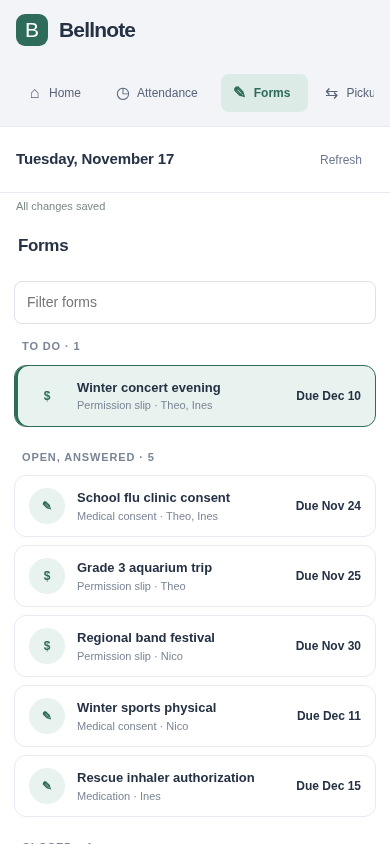 B Bellnote
Home Attendance Forms Picku
Tuesday, November 17 Refresh
All changes saved
Forms
Filter forms
TO DO · 1
$ Winter concert evening Due Dec 10
Permission slip · Theo, Ines
OPEN, ANSWERED · 5
School flu clinic consent Due Nov 24
Medical consent · Theo, Ines
$ Grade 3 aquarium trip Due Nov 25
Permission slip · Theo
$ Regional band festival Due Nov 30
Permission slip · Nico
Winter sports physical Due Dec 11
Medical consent · Nico
Rescue inhaler authorization Due Dec 15
Medication · Ines